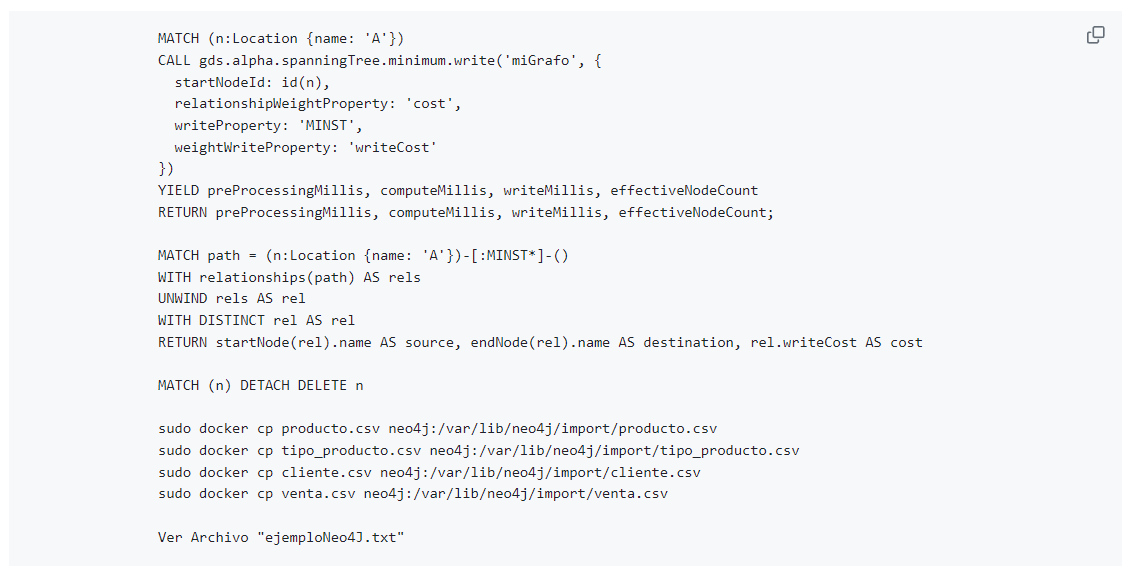 MATCH (n:Location {name: 'A'})
CALL gds.alpha.spanningTree.minimum.write('miGrafo', {
  startNodeId: id(n),
  relationshipWeightProperty: 'cost',
  writeProperty: 'MINST',
  weightWriteProperty: 'writeCost'
})
YIELD preProcessingMillis, computeMillis, writeMillis, effectiveNodeCount
RETURN preProcessingMillis, computeMillis, writeMillis, effectiveNodeCount;

MATCH path = (n:Location {name: 'A'})-[:MINST*]-()
WITH relationships(path) AS rels
UNWIND rels AS rel
WITH DISTINCT rel AS rel
RETURN startNode(rel).name AS source, endNode(rel).name AS destination, rel.writeCost AS cost

MATCH (n) DETACH DELETE n

sudo docker cp producto.csv neo4j:/var/lib/neo4j/import/producto.csv
sudo docker cp tipo_producto.csv neo4j:/var/lib/neo4j/import/tipo_producto.csv
sudo docker cp cliente.csv neo4j:/var/lib/neo4j/import/cliente.csv
sudo docker cp venta.csv neo4j:/var/lib/neo4j/import/venta.csv

Ver Archivo "ejemploNeo4J.txt"